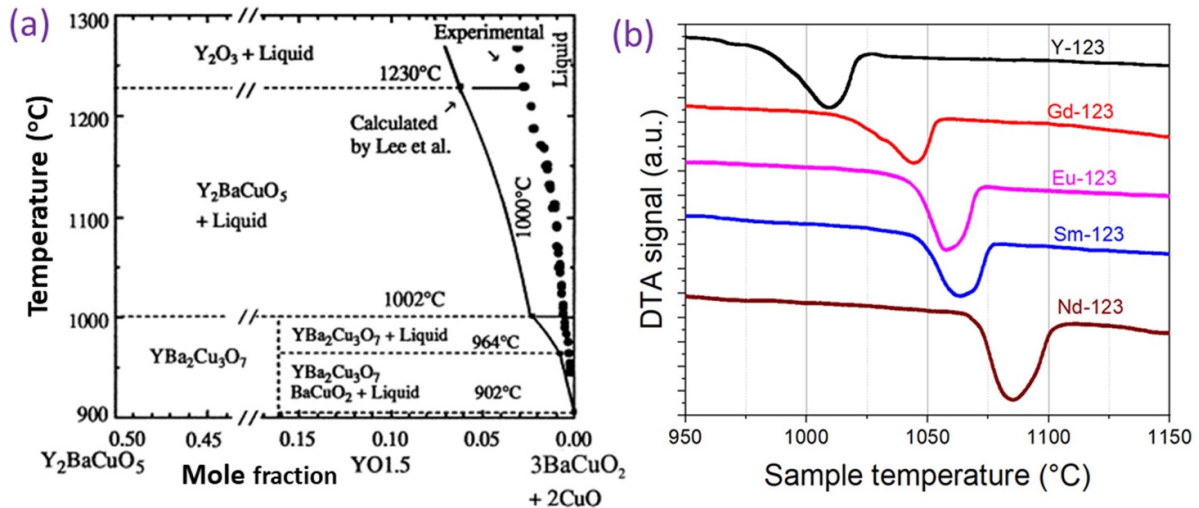 (a)
1300
1200
1100
1000
900
Temperature (°C)
Y₂O₃ + Liquid
Experimental
Liquid
1230°C
Calculated
by Lee et al.
Y₂BaCuO₅
+ Liquid
1000°C
1002°C
YBa₂Cu₃O₇
YBa₂Cu₃O₇ + Liquid
964°C
YBa₂Cu₃O₇
BaCuO₂ + Liquid
902°C
0.50 0.45 0.15 0.10 0.05 0.00
Y₂BaCuO₅
Mole fraction
YO1.5
3BaCuO₂
+ 2CuO
(b)
DTA signal (a.u.)
Y-123
Gd-123
Eu-123
Sm-123
Nd-123
950 1000 1050 1100 1150
Sample temperature (°C)